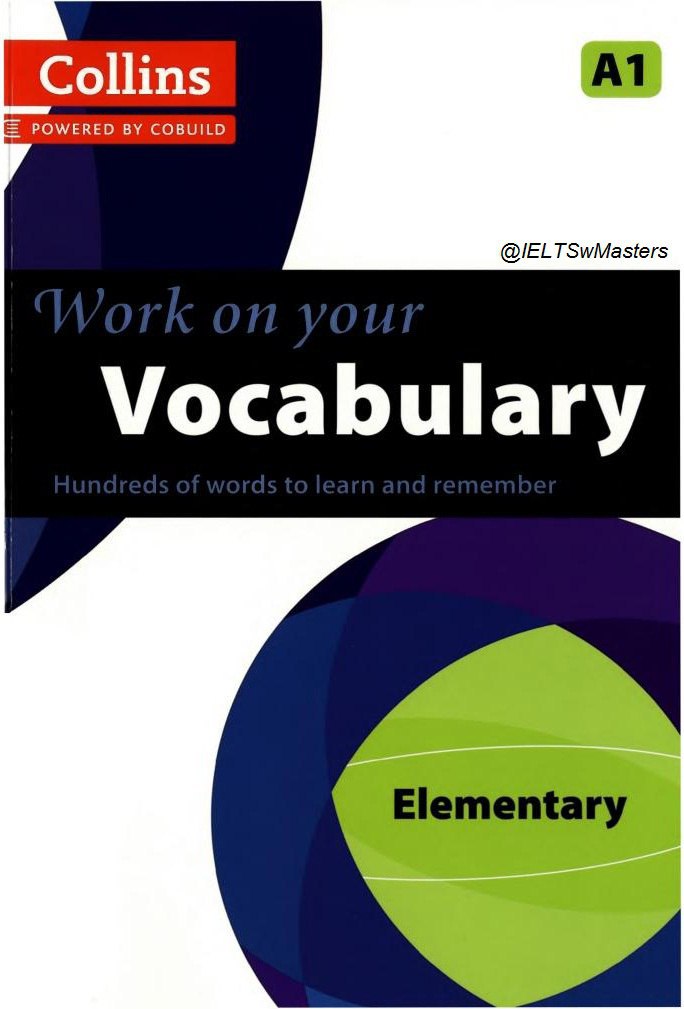 Collins
POWERED BY COBUILD
A1
@IELTSwMasters
Work on your
Vocabulary
Hundreds of words to learn and remember
Elementary